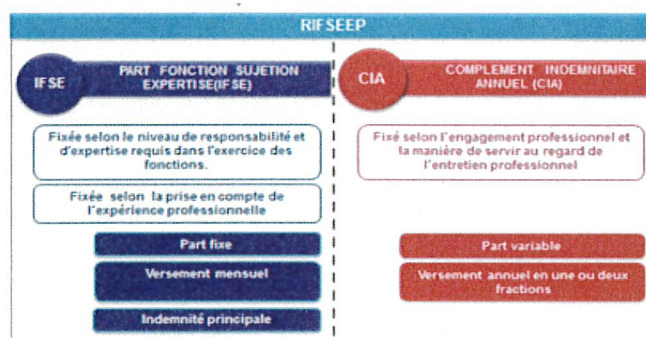 RIFSEEP
IFSE
PART FONCTION SUJETION
EXPERTISE(IFSE)
Fixée selon le niveau de responsabilité et
d'expertise requis dans l'exercice des
fonctions.
Fixée selon la prise en compte de
l'expérience professionnelle
Part fixe
Versement mensuel
Indemnité principale
CIA
COMPLEMENT INDEMNITAIRE
ANNUEL (CIA)
Fixé selon l'engagement professionnel et
la manière de servir au regard de
l'entretien professionnel
Part variable
Versement annuel en une ou deux
fractions